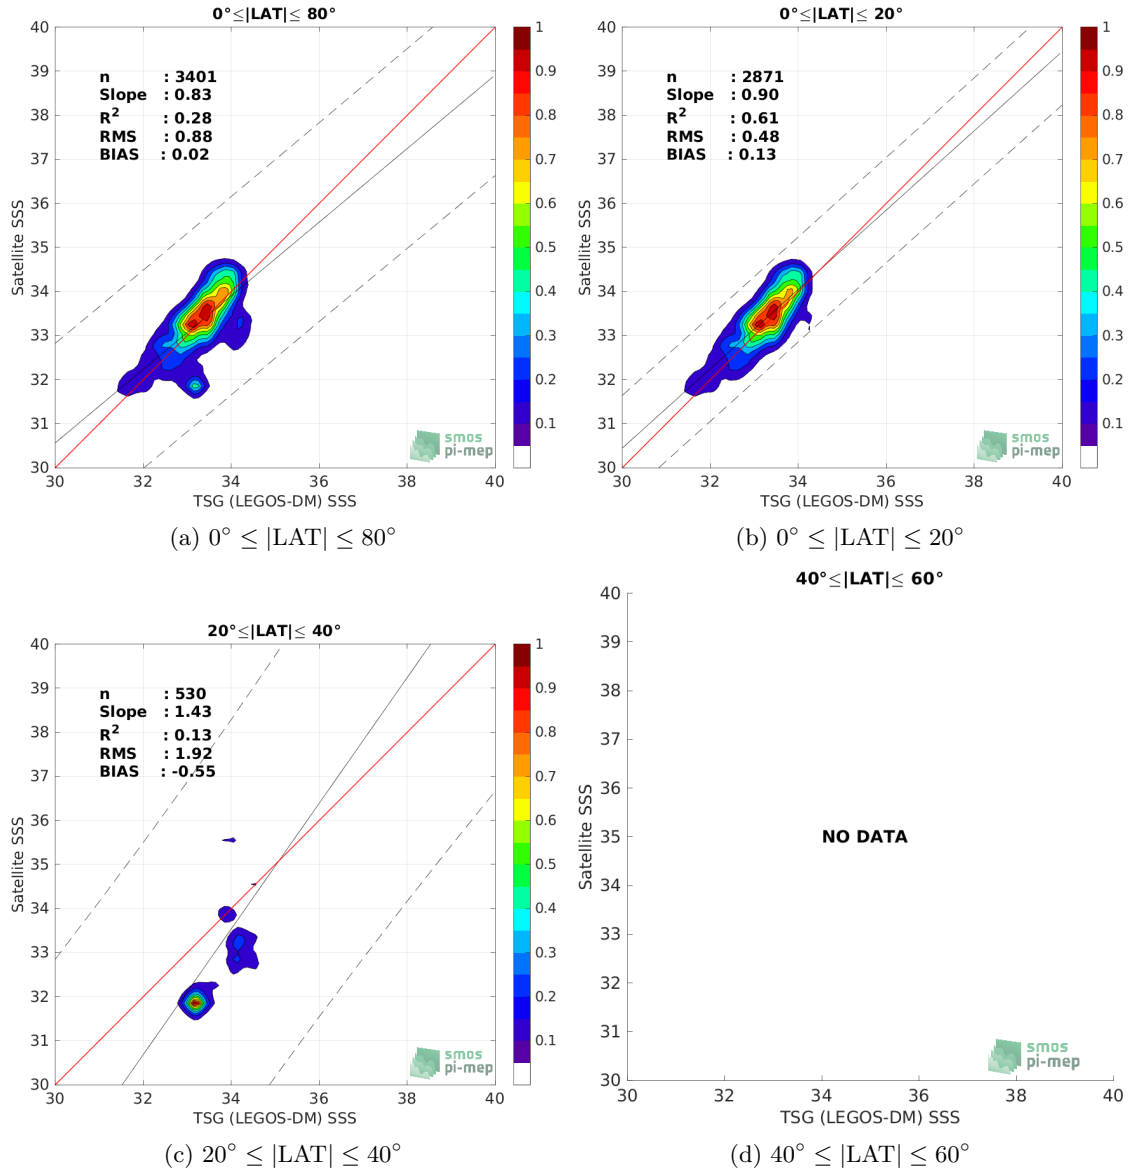 0°≤|LAT|≤ 80°
40
39
38
37
36
35
34
33
32
31
30
Satellite SSS
n : 3401
Slope : 0.83
R² : 0.28
RMS : 0.88
BIAS : 0.02
smos
pi-mep
30 32 34 36 38 40
TSG (LEGOS-DM) SSS
1
0.9
0.8
0.7
0.6
0.5
0.4
0.3
0.2
0.1
(a) 0° ≤ |LAT| ≤ 80°
0°≤|LAT|≤ 20°
40
39
38
37
36
35
34
33
32
31
30
Satellite SSS
n : 2871
Slope : 0.90
R² : 0.61
RMS : 0.48
BIAS : 0.13
smos
pi-mep
30 32 34 36 38 40
TSG (LEGOS-DM) SSS
1
0.9
0.8
0.7
0.6
0.5
0.4
0.3
0.2
0.1
(b) 0° ≤ |LAT| ≤ 20°
20°≤|LAT|≤ 40°
40
39
38
37
36
35
34
33
32
31
30
Satellite SSS
n : 530
Slope : 1.43
R² : 0.13
RMS : 1.92
BIAS : -0.55
smos
pi-mep
30 32 34 36 38 40
TSG (LEGOS-DM) SSS
1
0.9
0.8
0.7
0.6
0.5
0.4
0.3
0.2
0.1
(c) 20° ≤ |LAT| ≤ 40°
40°≤|LAT|≤ 60°
40
39
38
37
36
35
34
33
32
31
30
Satellite SSS
NO DATA
smos
pi-mep
30 32 34 36 38 40
TSG (LEGOS-DM) SSS
(d) 40° ≤ |LAT| ≤ 60°